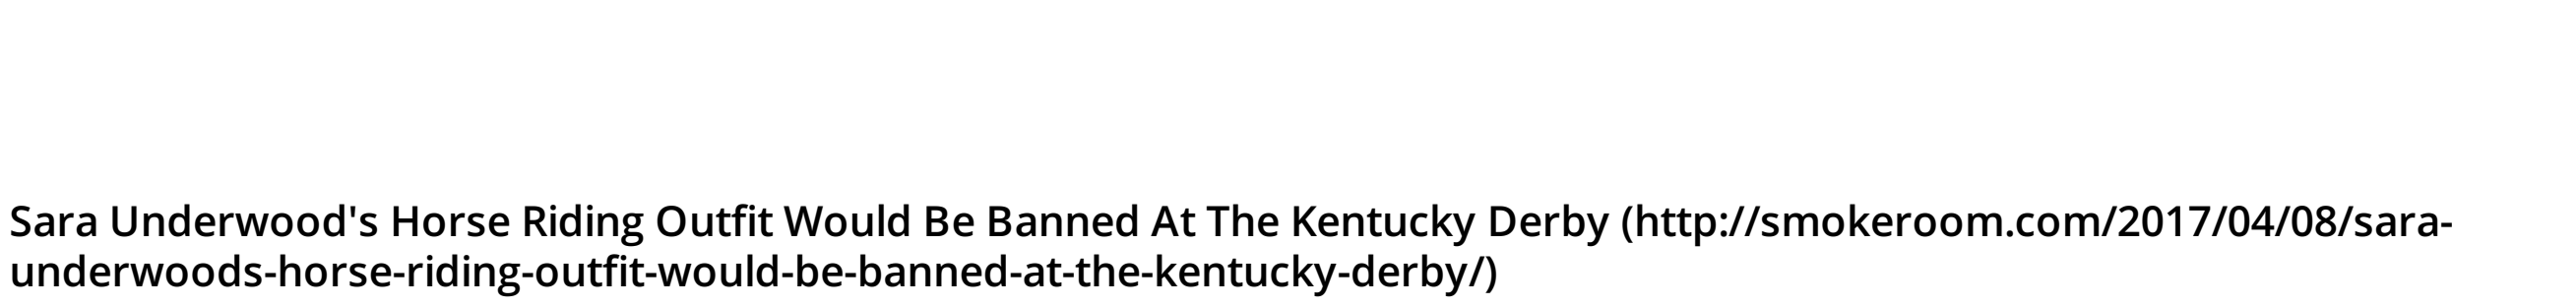 Sara Underwood's Horse Riding Outfit Would Be Banned At The Kentucky Derby (http://smokeroom.com/2017/04/08/sara-
underwoods-horse-riding-outfit-would-be-banned-at-the-kentucky-derby/)